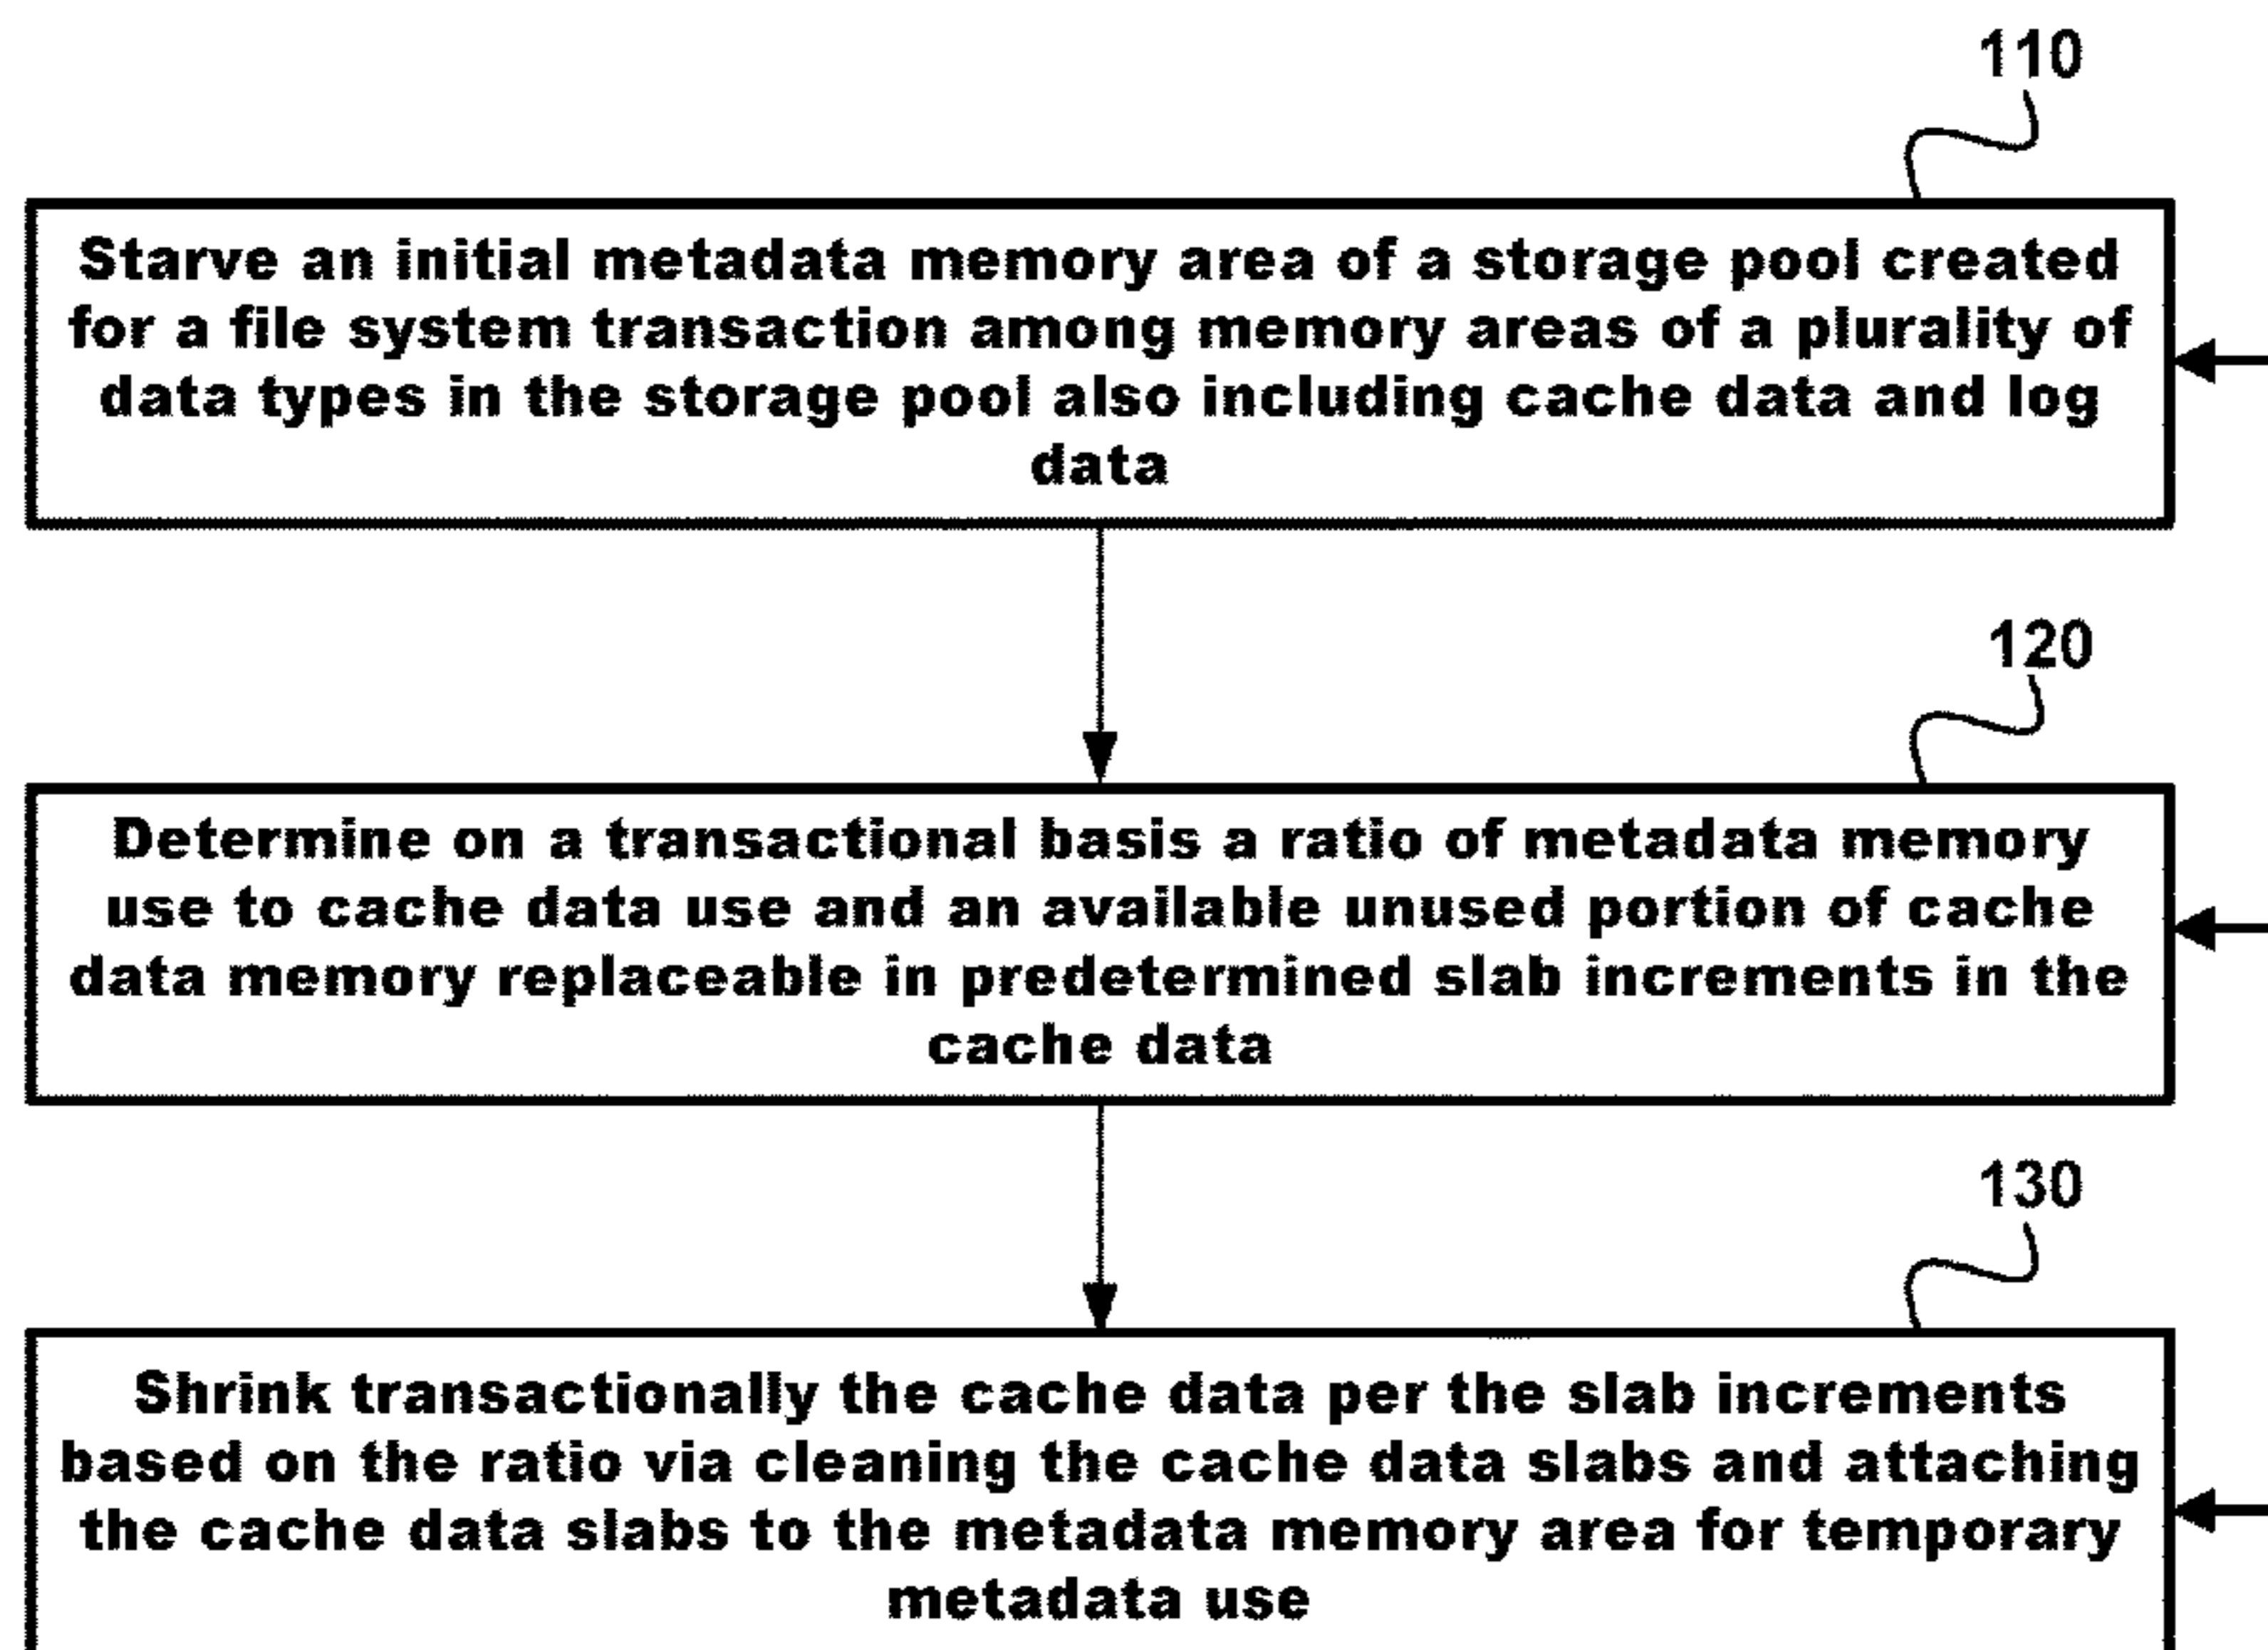 110
Starve an initial metadata memory area of a storage pool created
for a file system transaction among memory areas of a plurality of
data types in the storage pool also including cache data and log
data
120
Determine on a transactional basis a ratio of metadata memory
use to cache data use and an available unused portion of cache
data memory replaceable in predetermined slab increments in the
cache data
130
Shrink transactionally the cache data per the slab increments
based on the ratio via cleaning the cache data slabs and attaching
the cache data slabs to the metadata memory area for temporary
metadata use